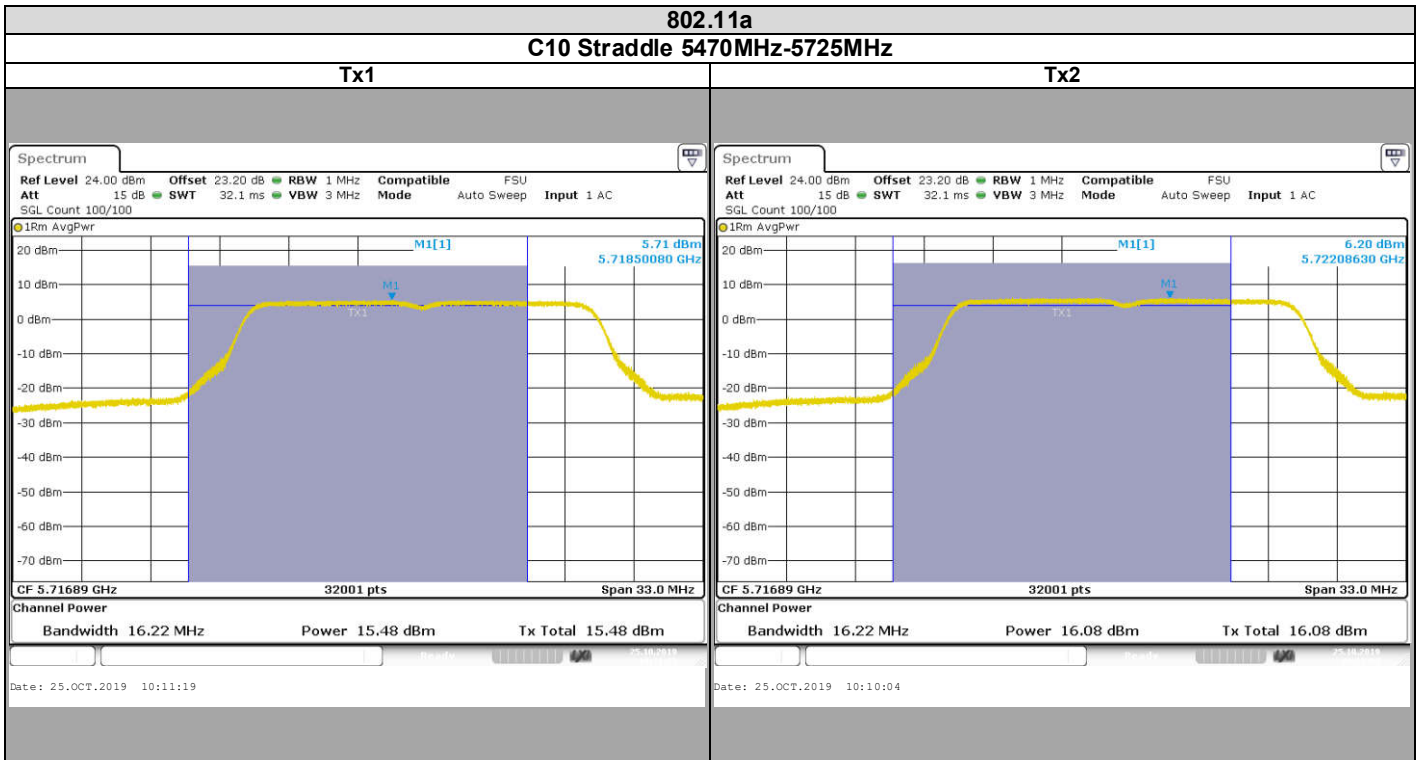 802.11a
C10 Straddle 5470MHz-5725MHz
Tx1
Tx2
Spectrum
Ref Level 24.00 dBm Offset 23.20 dB RBW 1 MHz Compatible FSU
Att 15 dB SWT 32.1 ms VBW 3 MHz Mode Auto Sweep Input 1 AC
SGL Count 100/100
1Rm AvgPwr
M1[1] 5.71 dBm
5.71850080 GHz
20 dBm
10 dBm
M1
TX1
0 dBm
-10 dBm
-20 dBm
-30 dBm
-40 dBm
-50 dBm
-60 dBm
-70 dBm
CF 5.71689 GHz 32001 pts Span 33.0 MHz
Channel Power
Bandwidth 16.22 MHz Power 15.48 dBm Tx Total 15.48 dBm
25.10.2019
Date: 25.OCT.2019 10:11:19
Spectrum
Ref Level 24.00 dBm Offset 23.20 dB RBW 1 MHz Compatible FSU
Att 15 dB SWT 32.1 ms VBW 3 MHz Mode Auto Sweep Input 1 AC
SGL Count 100/100
1Rm AvgPwr
M1[1] 6.20 dBm
5.72208630 GHz
20 dBm
10 dBm
M1
TX1
0 dBm
-10 dBm
-20 dBm
-30 dBm
-40 dBm
-50 dBm
-60 dBm
-70 dBm
CF 5.71689 GHz 32001 pts Span 33.0 MHz
Channel Power
Bandwidth 16.22 MHz Power 16.08 dBm Tx Total 16.08 dBm
25.10.2019
Date: 25.OCT.2019 10:10:04